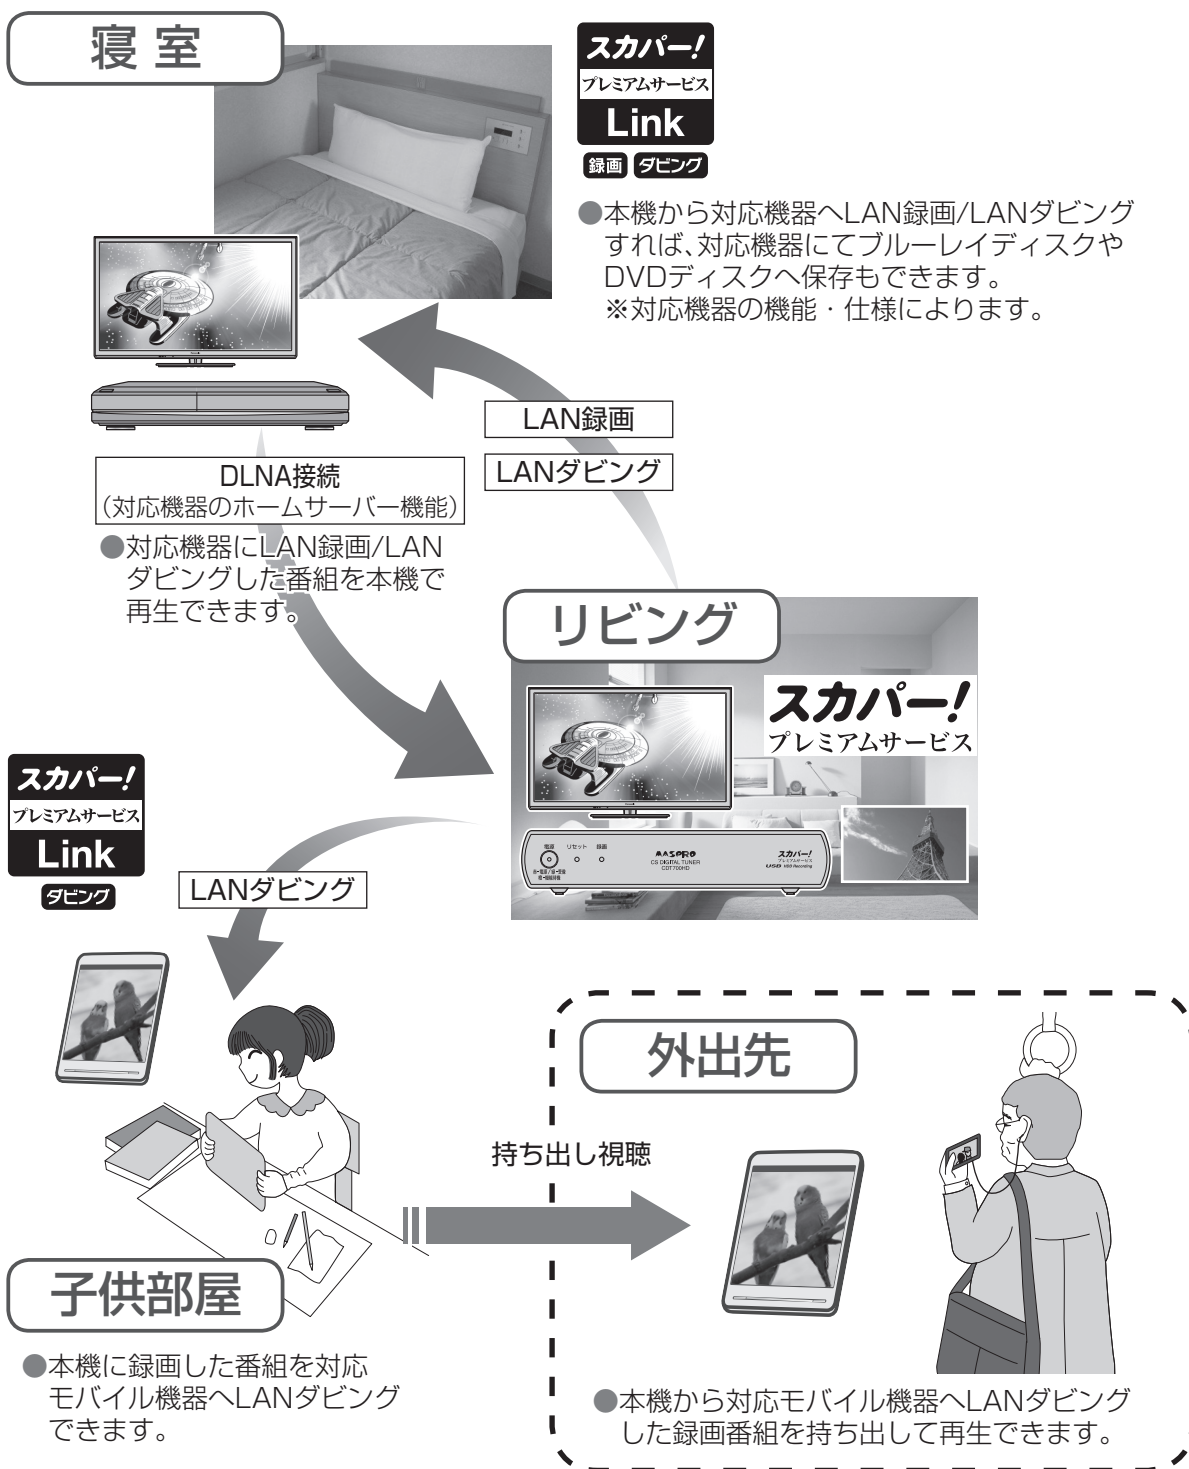 寝 室
スカパー!
プレミアムサービス
Link
録画 ダビング
●本機から対応機器へLAN録画/LANダビング
すれば、対応機器にてブルーレイディスクや
DVDディスクへ保存もできます。
※対応機器の機能・仕様によります。
LAN録画
LANダビング
DLNA接続
(対応機器のホームサーバー機能)
●対応機器にLAN録画/LAN
ダビングした番組を本機で
再生できます。
リビング
スカパー!
プレミアムサービス
電源 リセット 録画
MASPRO
CS DIGITAL TUNER
CDT700HD
スカパー!
プレミアムサービス
USB HDD Recording
スカパー!
プレミアムサービス
Link
ダビング
LANダビング
子供部屋
●本機に録画した番組を対応
モバイル機器へLANダビング
できます。
持ち出し視聴
外出先
●本機から対応モバイル機器へLANダビング
した録画番組を持ち出して再生できます。